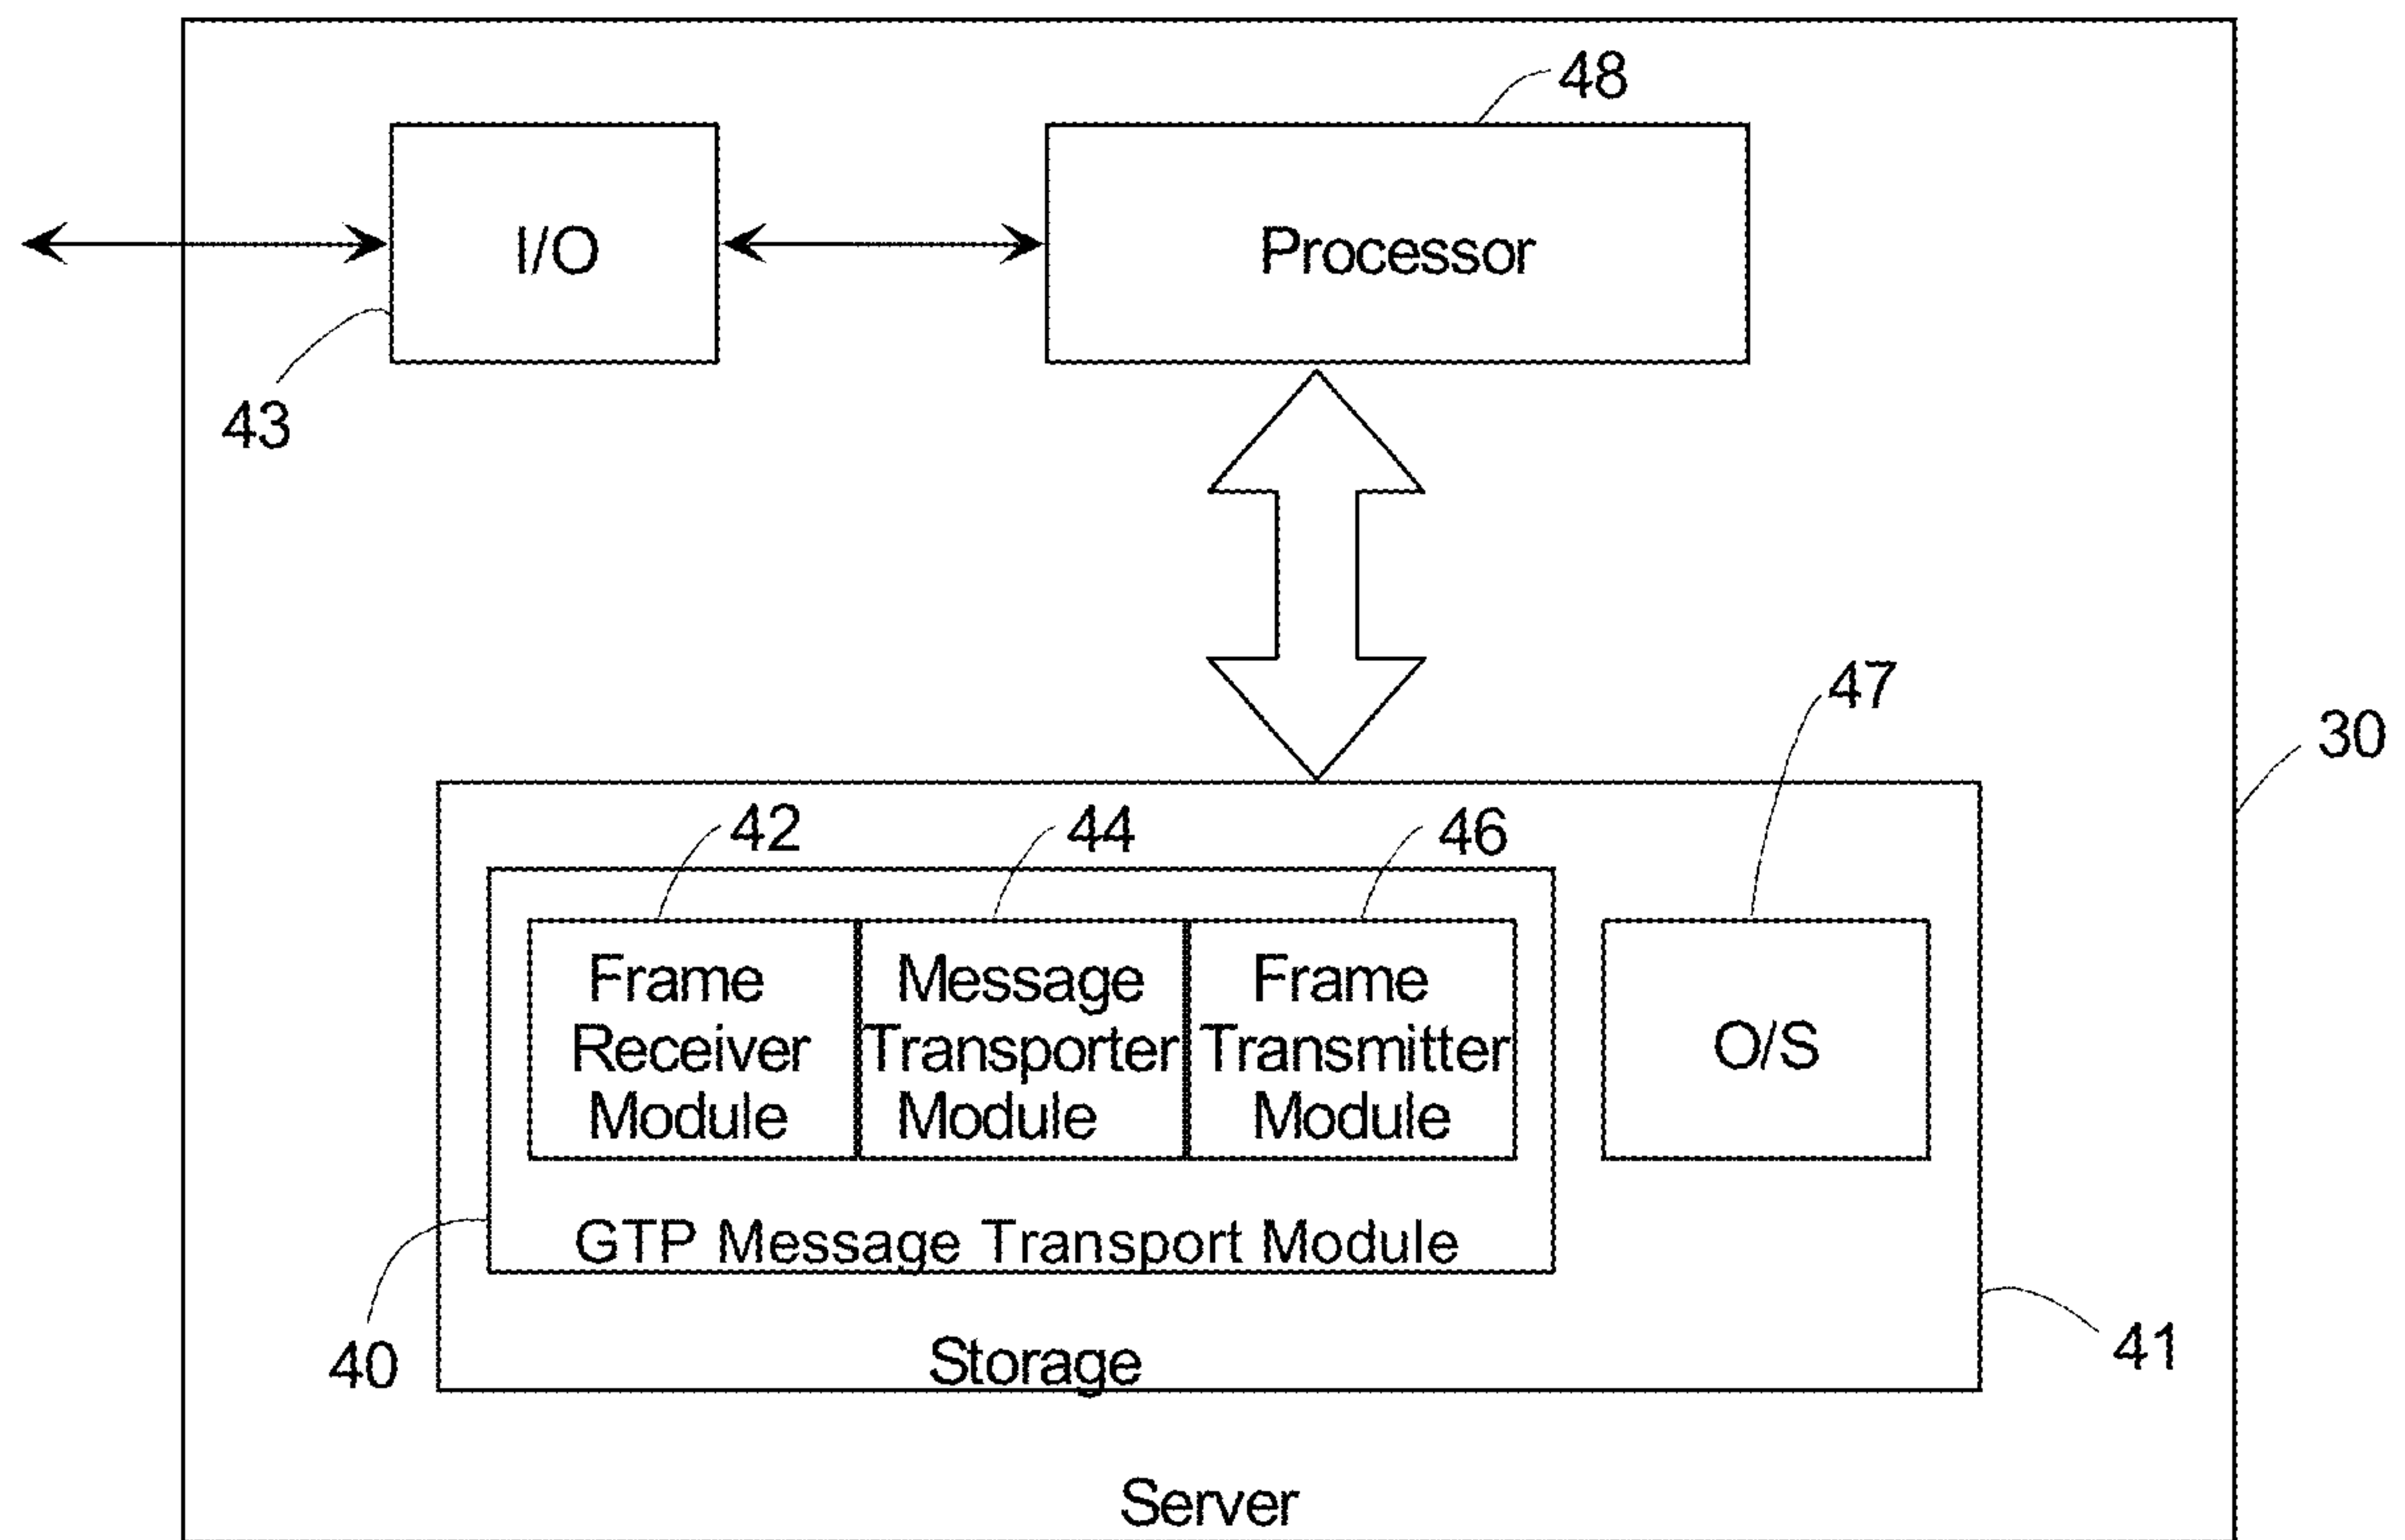 48
I/O
Processor
43
47
30
42
44
46
Frame
Receiver
Module
Message
Transporter
Module
Frame
Transmitter
Module
O/S
GTP Message Transport Module
40
Storage
41
Server